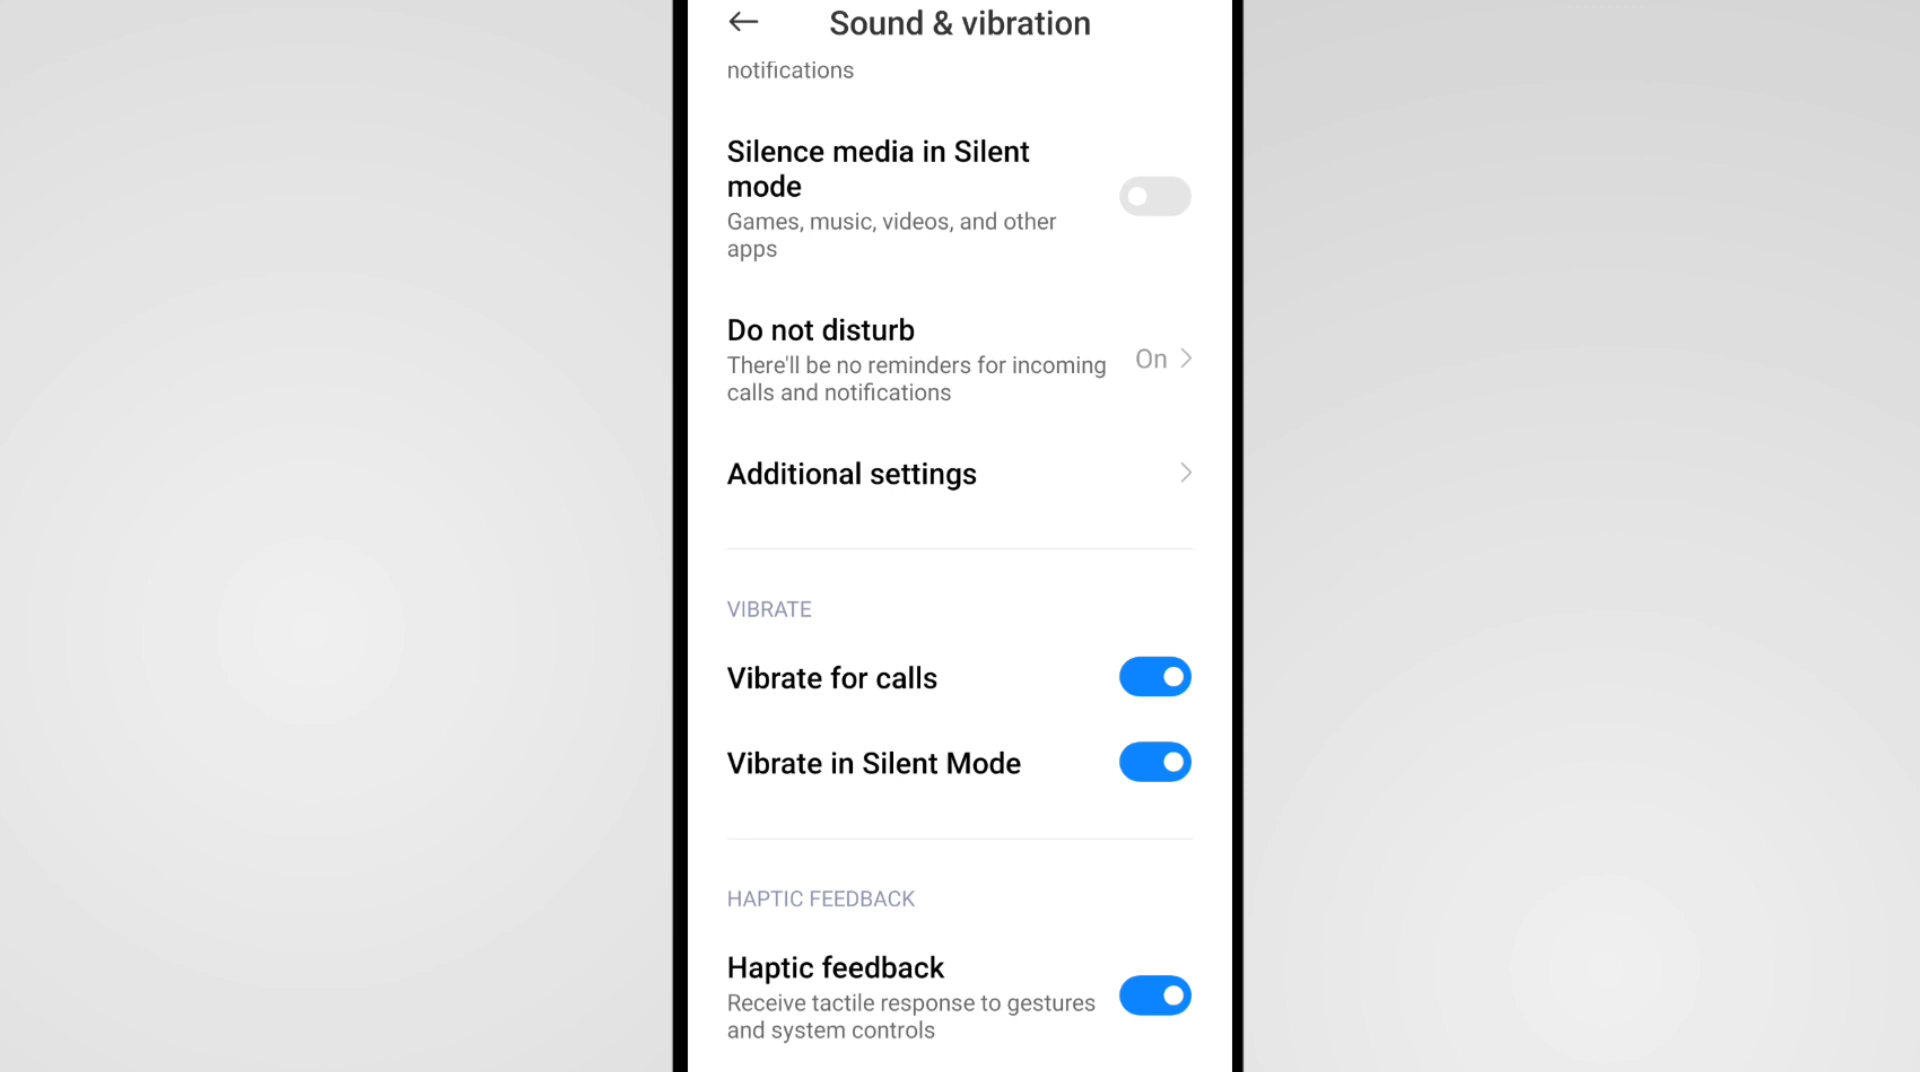 Sound & vibration
notifications
Silence media in Silent
mode
Games, music, videos, and other
apps
Do not disturb
There'll be no reminders for incoming
calls and notifications
On
Additional settings
VIBRATE
Vibrate for calls
Vibrate in Silent Mode
HAPTIC FEEDBACK
Haptic feedback
Receive tactile response to gestures
and system controls